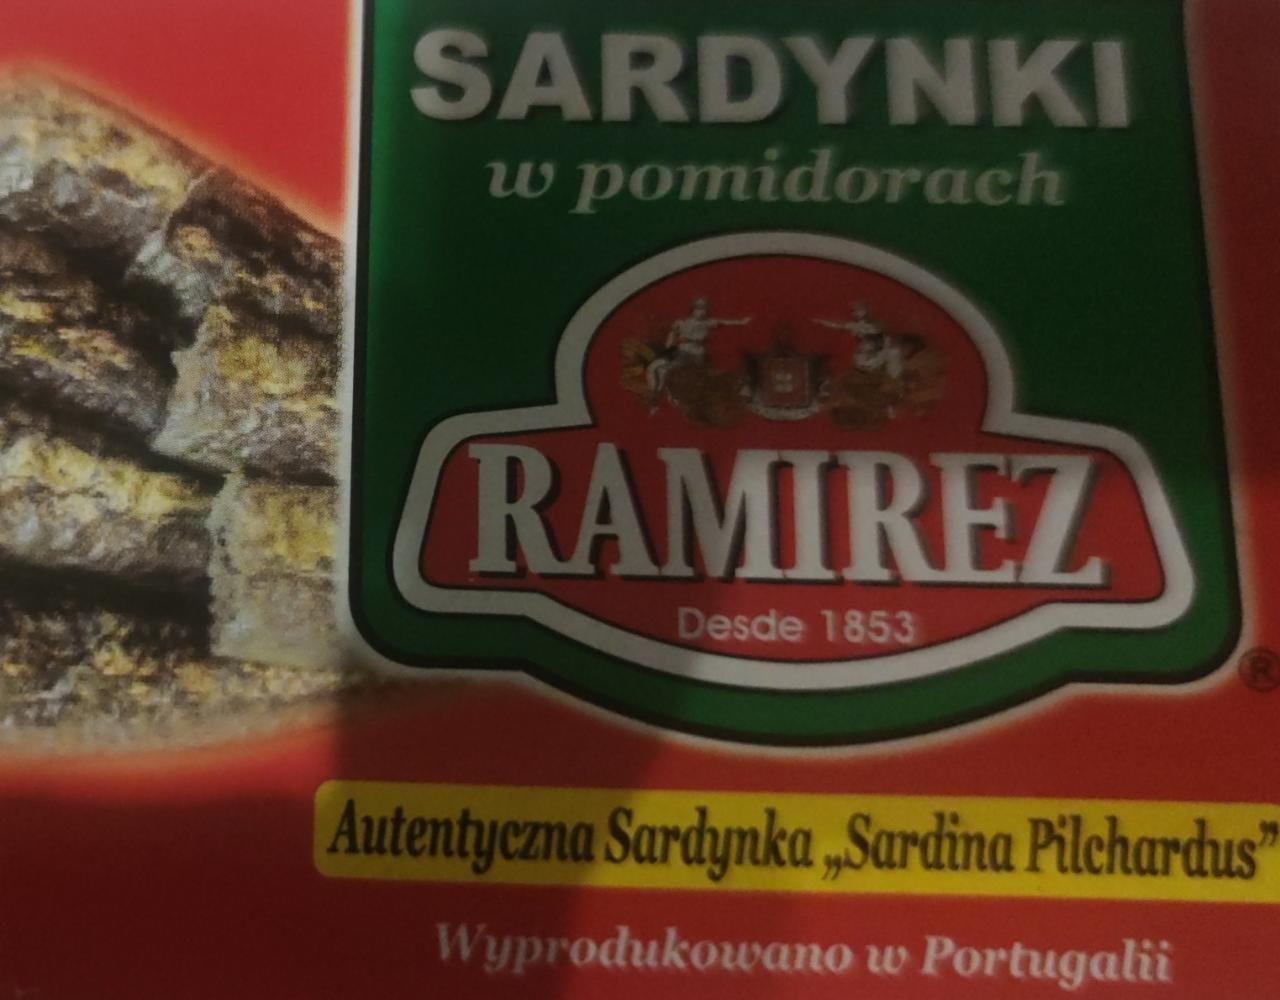 SARDYNKI
w pomidorach
RAMIREZ
Desde 1853
®
Autentyczna Sardynka „Sardina Pilchardus”
Wyprodukowano w Portugalii